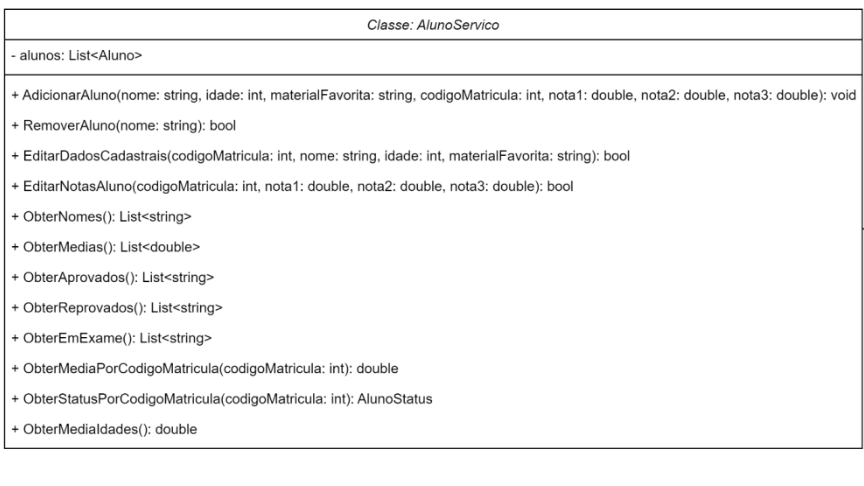 Classe: AlunoServico
- alunos: List<Aluno>
+ AdicionarAluno(nome: string, idade: int, materialFavorita: string, codigoMatricula: int, nota1: double, nota2: double, nota3: double): void
+ RemoverAluno(nome: string): bool
+ EditarDadosCadastrais(codigoMatricula: int, nome: string, idade: int, materialFavorita: string): bool
+ EditarNotasAluno(codigoMatricula: int, nota1: double, nota2: double, nota3: double): bool
+ ObterNomes(): List<string>
+ ObterMedias(): List<double>
+ ObterAprovados(): List<string>
+ ObterReprovados(): List<string>
+ ObterEmExame(): List<string>
+ ObterMediaPorCodigoMatricula(codigoMatricula: int): double
+ ObterStatusPorCodigoMatricula(codigoMatricula: int): AlunoStatus
+ ObterMediaIdades(): double